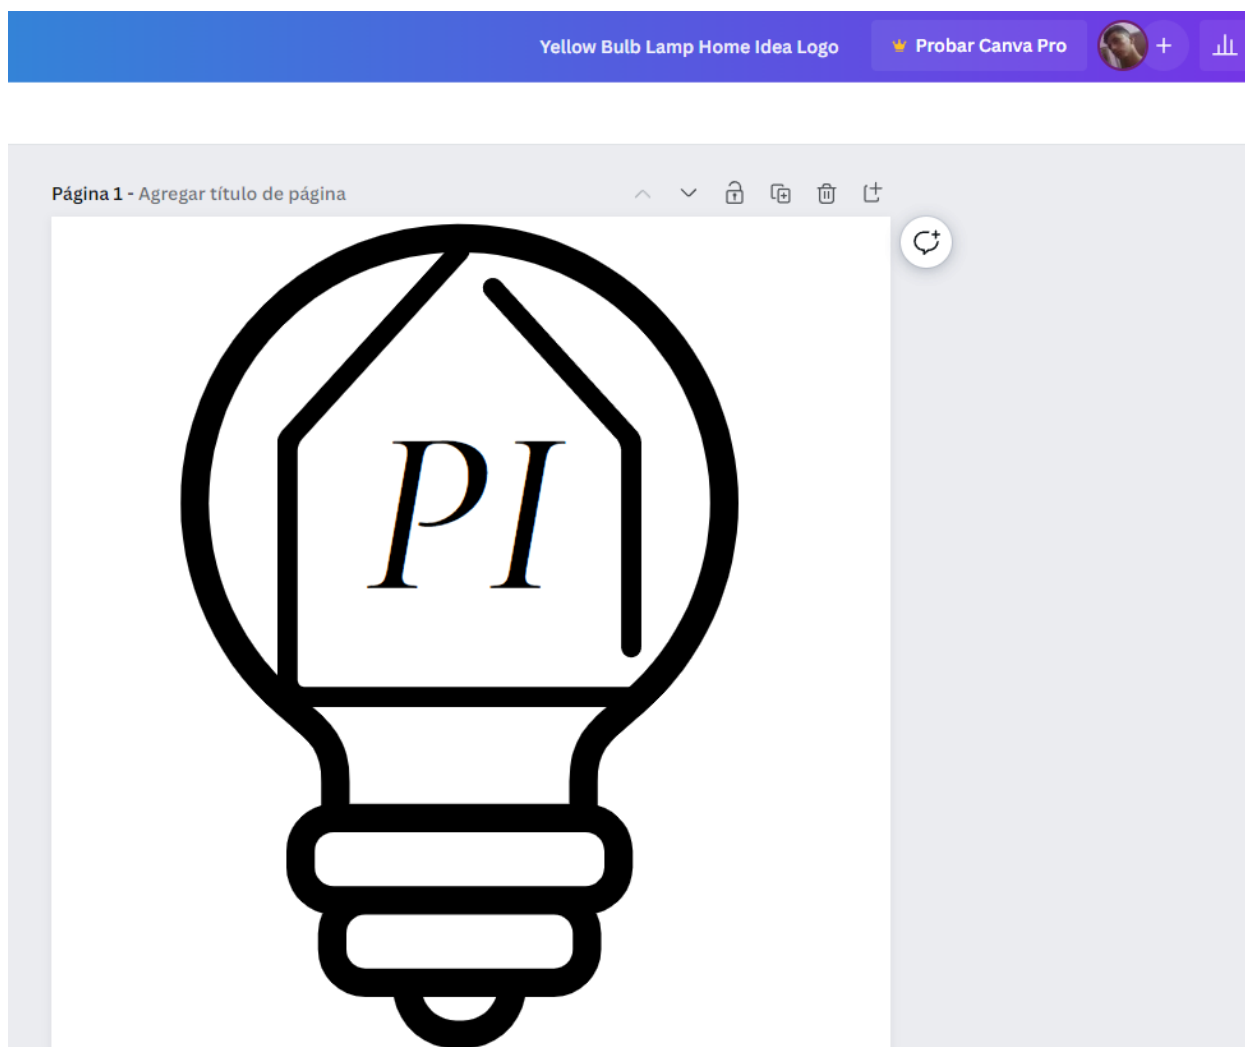 Yellow Bulb Lamp Home Idea Logo
Probar Canva Pro
Página 1 - Agregar título de página
PI